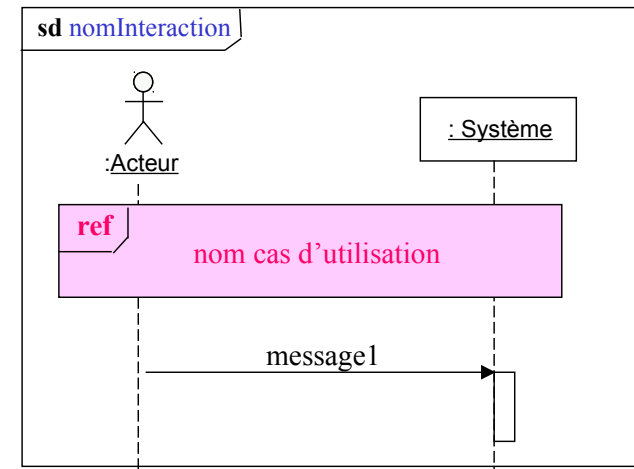 sd nomInteraction
: Système
:Acteur
ref
nom cas d'utilisation
message1